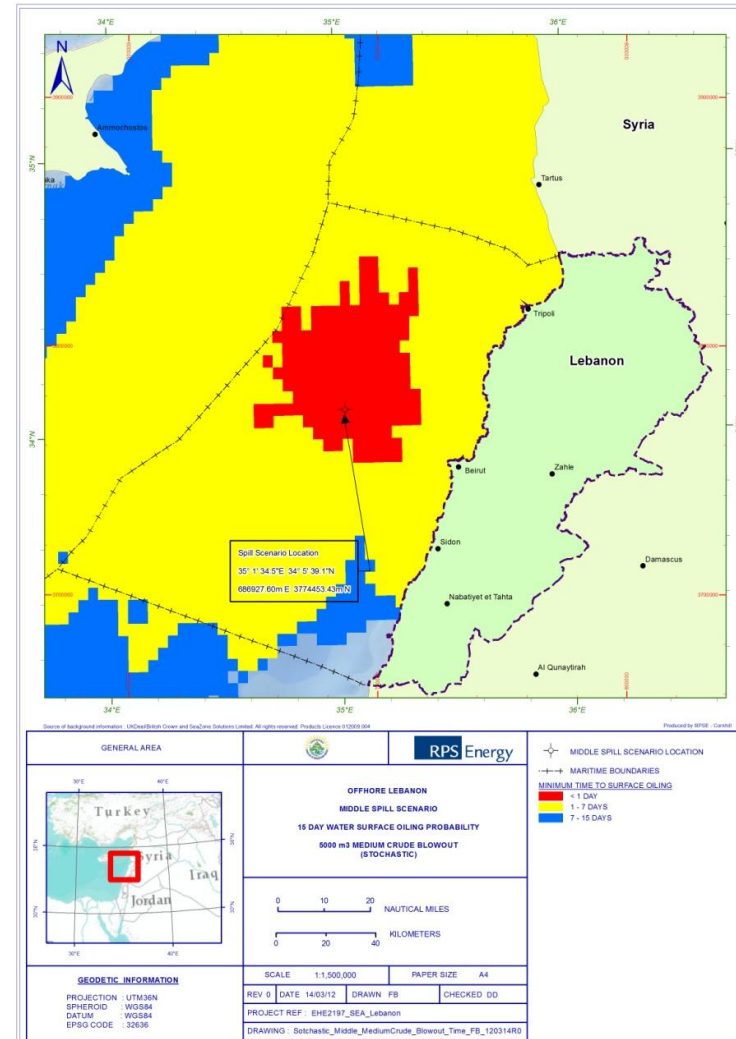 34°E 35°E 36°E
N
Ammochostos
Syria
35°N
Tartus
Tripoli
Lebanon
34°N
Beirut
Zahle
Spill Scenario Location
35° 1' 34.5"E 34° 5' 39.1"N
686927.60m E 3774453.43m N
Sidon
Damascus
Nabatiyet et Tahta
Al Qunaytirah
34°E 35°E 36°E
Produced by RPSE : Cambdi
GENERAL AREA
RPS Energy
MIDDLE SPILL SCENARIO LOCATION
MARITIME BOUNDARIES
MINIMUM TIME TO SURFACE OILING
< 1 DAY
1 - 7 DAYS
7 - 15 DAYS
30°E 40°E
Turkey
Syria
Iraq
Jordan
30°E 40°E
OFFSHORE LEBANON
MIDDLE SPILL SCENARIO
15 DAY WATER SURFACE OILING PROBABILITY
5000 m3 MEDIUM CRUDE BLOWOUT
(STOCHASTIC)
0 10 20
NAUTICAL MILES
KILOMETERS
0 20 40
GEODETIC INFORMATION
PROJECTION : UTM36N
SPHEROID : WGS84
DATUM : WGS84
EPSG CODE : 32636
SCALE 1:1,500,000 PAPER SIZE A4
REV 0 DATE 14/03/12 DRAWN FB CHECKED DD
PROJECT REF : EHE2197_SEA_Lebanon
DRAWING : Sotchastic_Middle_MediumCrude_Blowout_Time_FB_120314R0